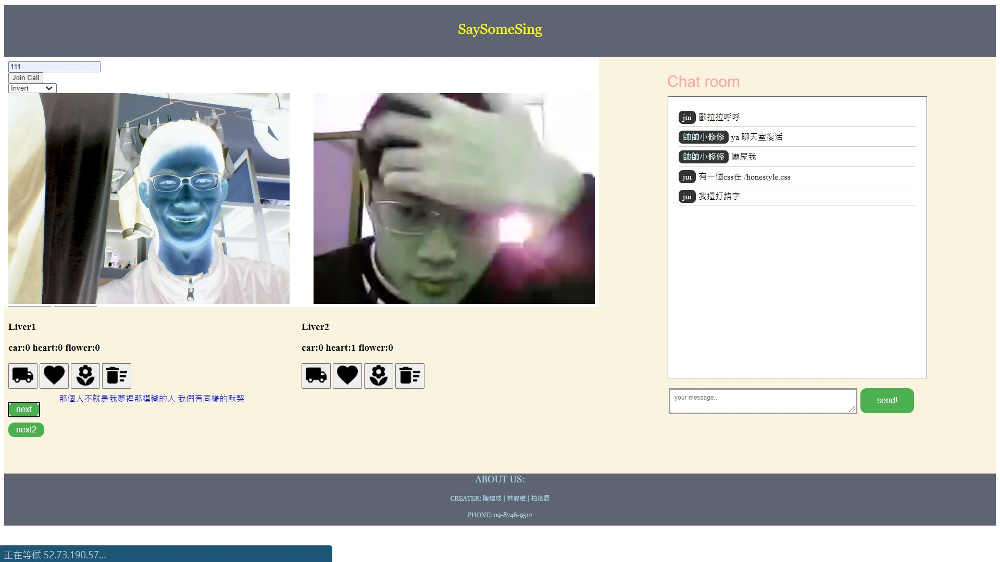 SaySomeSing
111
Join Call
Invert
Liver1
car:0 heart:0 flower:0
Liver2
car:0 heart:1 flower:0
那個人不就是我夢裡那模糊的人 我們有同樣的默契
next
next2
Chat room
jui 歐拉拉呼呼
帥帥小修修 ya 聊天室復活
帥帥小修修 嚇尿我
jui 有一個css在 /honestyle.css
jui 我還打錯字
your message..
send!
ABOUT US:
CREATER: 陳瑞成 | 林修維 | 柏依辰
PHONE: 09-8746-9512
正在等候 52.73.190.57...